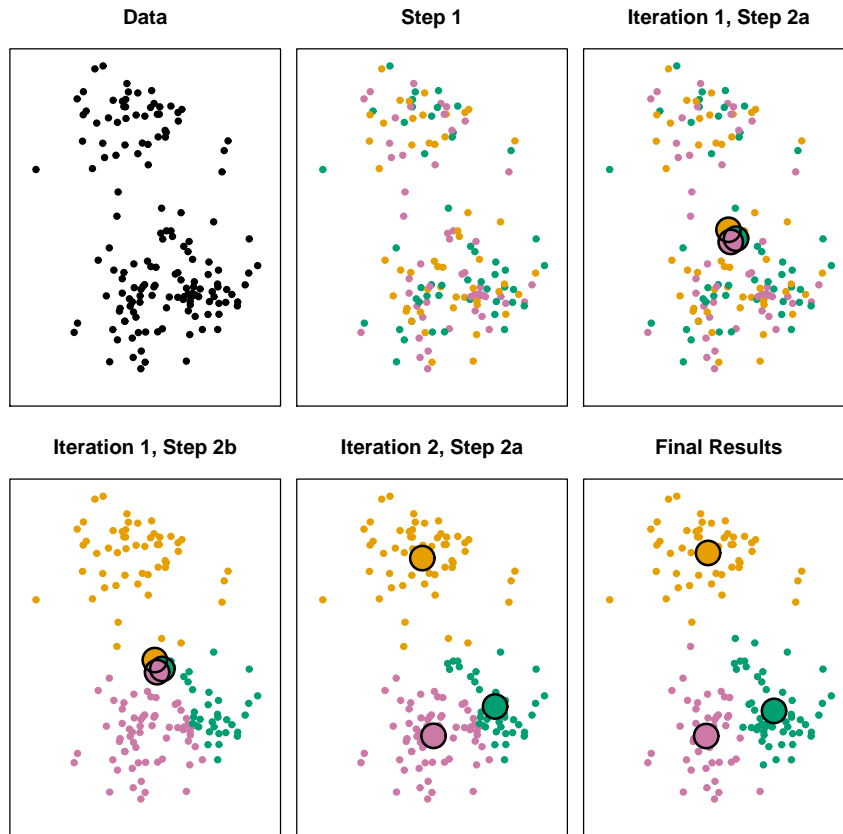 Data
Step 1
Iteration 1, Step 2a
Iteration 1, Step 2b
Iteration 2, Step 2a
Final Results